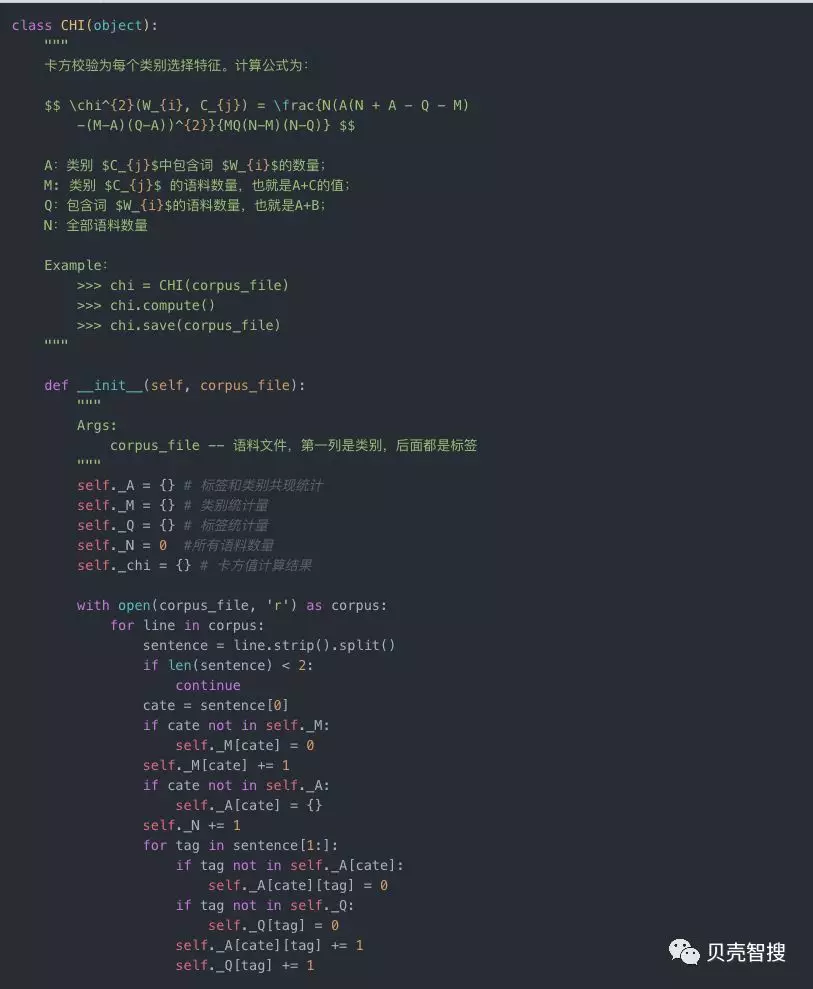 class CHI(object):
    """
    卡方校验为每个类别选择特征。计算公式为：

    $$ \chi^{2}(W_{i}, C_{j}) = \frac{N(A(N + A - Q - M)
        -(M-A)(Q-A))^{2}}{MQ(N-M)(N-Q)} $$

    A：类别 $C_{j}$中包含词 $W_{i}$的数量；
    M: 类别 $C_{j}$ 的语料数量，也就是A+C的值；
    Q：包含词 $W_{i}$的语料数量，也就是A+B；
    N：全部语料数量

    Example:
        >>> chi = CHI(corpus_file)
        >>> chi.compute()
        >>> chi.save(corpus_file)
    """

    def __init__(self, corpus_file):
        """
        Args:
            corpus_file -- 语料文件，第一列是类别，后面都是标签
        """
        self._A = {} # 标签和类别共现统计
        self._M = {} # 类别统计量
        self._Q = {} # 标签统计量
        self._N = 0  #所有语料数量
        self._chi = {} # 卡方值计算结果

        with open(corpus_file, 'r') as corpus:
            for line in corpus:
                sentence = line.strip().split()
                if len(sentence) < 2:
                    continue
                cate = sentence[0]
                if cate not in self._M:
                    self._M[cate] = 0
                self._M[cate] += 1
                if cate not in self._A:
                    self._A[cate] = {}
                self._N += 1
                for tag in sentence[1:]:
                    if tag not in self._A[cate]:
                        self._A[cate][tag] = 0
                    if tag not in self._Q:
                        self._Q[tag] = 0
                    self._A[cate][tag] += 1
                    self._Q[tag] += 1
贝壳智搜